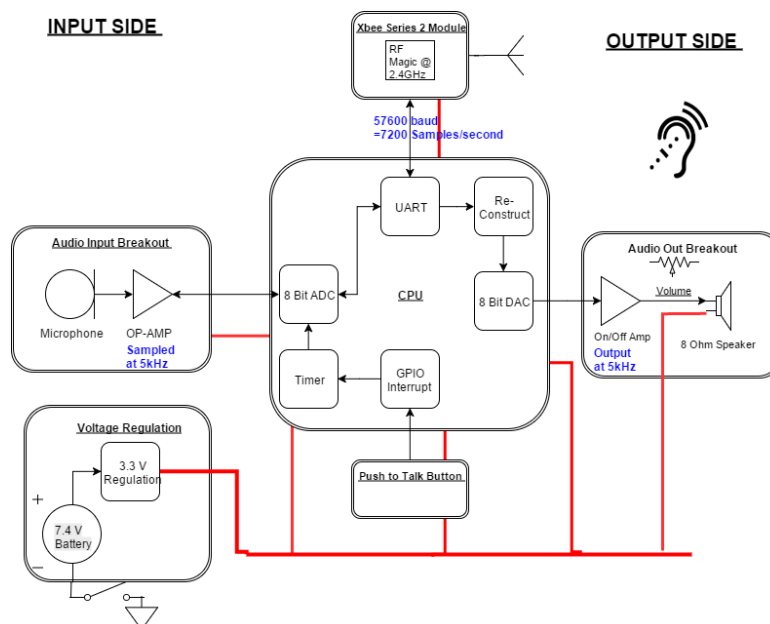 INPUT SIDE
Xbee Series 2 Module
RF
Magic @
2.4GHz
OUTPUT SIDE
57600 baud
=7200 Samples/second
UART
Re-
Construct
Audio Input Breakout
Microphone
OP-AMP
Sampled
at 5kHz
8 Bit ADC
CPU
8 Bit DAC
Audio Out Breakout
Volume
On/Off Amp
Output
at 5kHz
8 Ohm Speaker
Timer
GPIO
Interrupt
Voltage Regulation
3.3 V
Regulation
+
7.4 V
Battery
−
Push to Talk Button